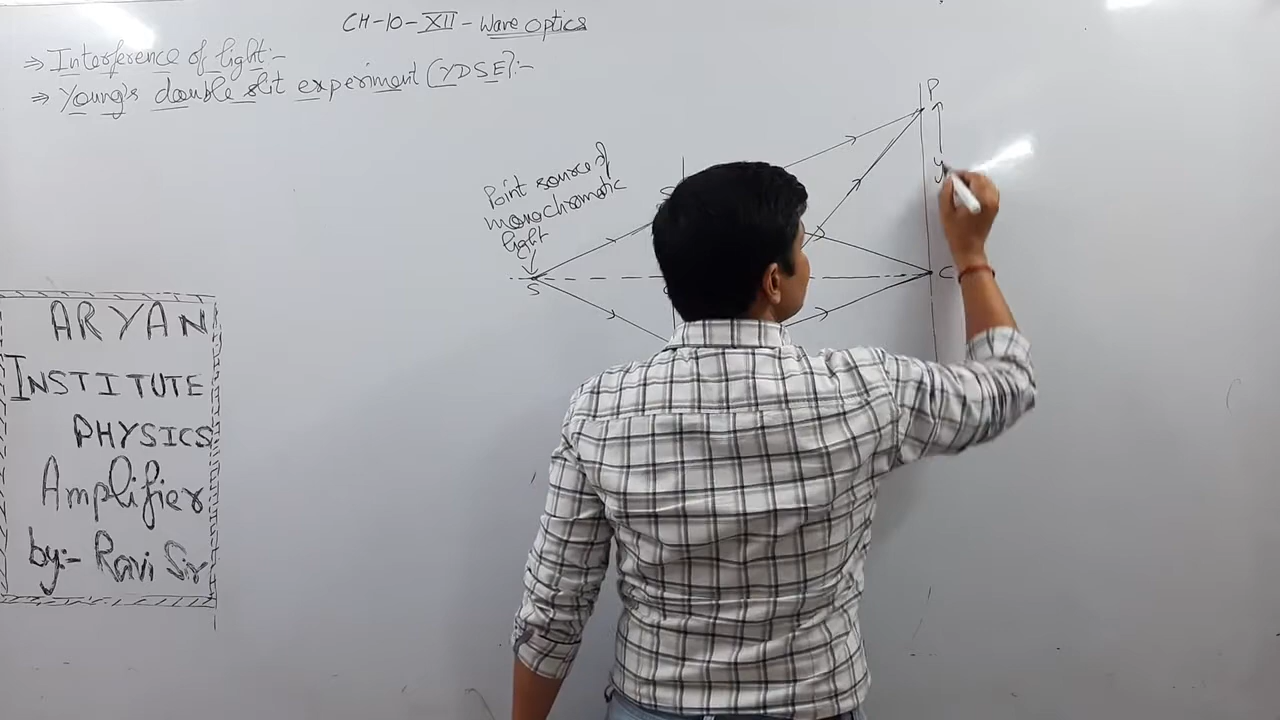 CH-10-XII-Wave Optics
⇒ Interference of light:-
⇒ Young's double slit experiment (YDSE):-
Point source of
monochromatic
light
S
S
P
y
C
ARYAN
INSTITUTE
PHYSICS
Amplifier
by:- Ravi Sir